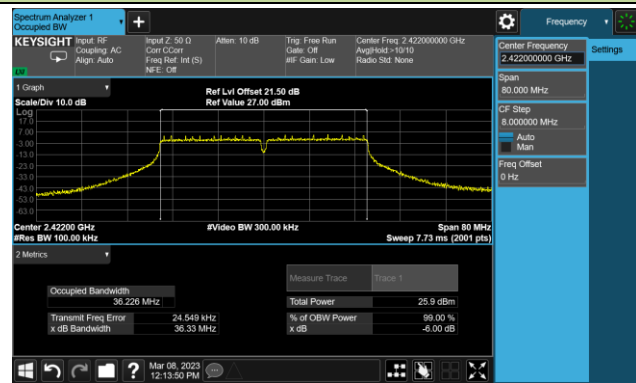 Spectrum Analyzer 1
Occupied BW
Frequency
KEYSIGHT
Input: RF
Coupling: AC
Align: Auto
Input Z: 50 Ω
Corr CCorr
Freq Ref: Int (S)
NFE: Off
Atten: 10 dB
Trig: Free Run
Gate: Off
#IF Gain: Low
Center Freq: 2.422000000 GHz
Avg|Hold:>10/10
Radio Std: None
LW
Center Frequency
2.422000000 GHz
Settings
Span
80.000 MHz
CF Step
8.000000 MHz
Auto
Man
Freq Offset
0 Hz
1 Graph
Scale/Div 10.0 dB
Ref Lvl Offset 21.50 dB
Ref Value 27.00 dBm
Log
17.0
7.00
-3.00
-13.0
-23.0
-33.0
-43.0
-53.0
-63.0
Center 2.42200 GHz
#Res BW 100.00 kHz
#Video BW 300.00 kHz
Span 80 MHz
Sweep 7.73 ms (2001 pts)
2 Metrics
Measure Trace
Trace 1
Occupied Bandwidth
36.226 MHz
Total Power
25.9 dBm
Transmit Freq Error
24.549 kHz
% of OBW Power
99.00 %
x dB Bandwidth
36.33 MHz
x dB
-6.00 dB
?
Mar 08, 2023
12:13:50 PM